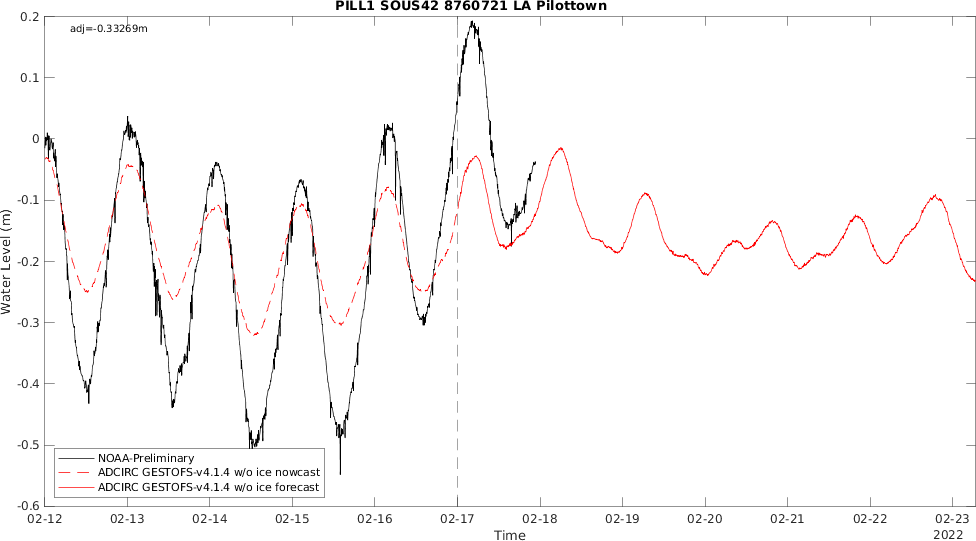 PILL1 SOUS42 8760721 LA Pilottown
adj=-0.33269m
0.2
0.1
0
-0.1
-0.2
-0.3
-0.4
-0.5
-0.6
Water Level (m)
NOAA-Preliminary
ADCIRC GESTOFS-v4.1.4 w/o ice nowcast
ADCIRC GESTOFS-v4.1.4 w/o ice forecast
02-12 02-13 02-14 02-15 02-16 02-17 02-18 02-19 02-20 02-21 02-22 02-23
Time
2022